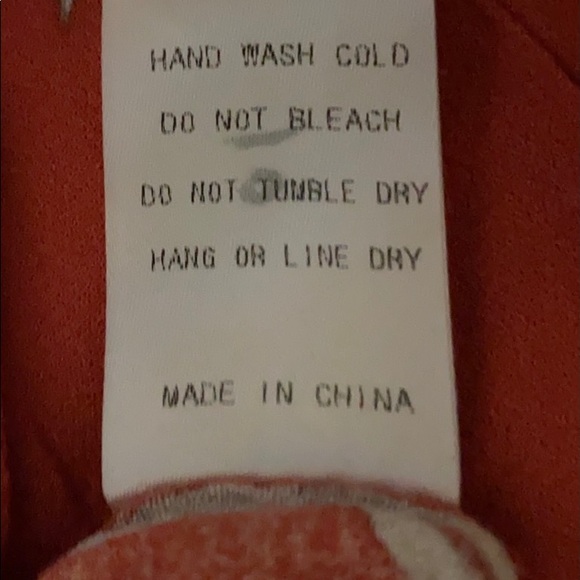 HAND WASH COLD
DO NOT BLEACH
DO NOT TUMBLE DRY
HANG OR LINE DRY
MADE IN CHINA